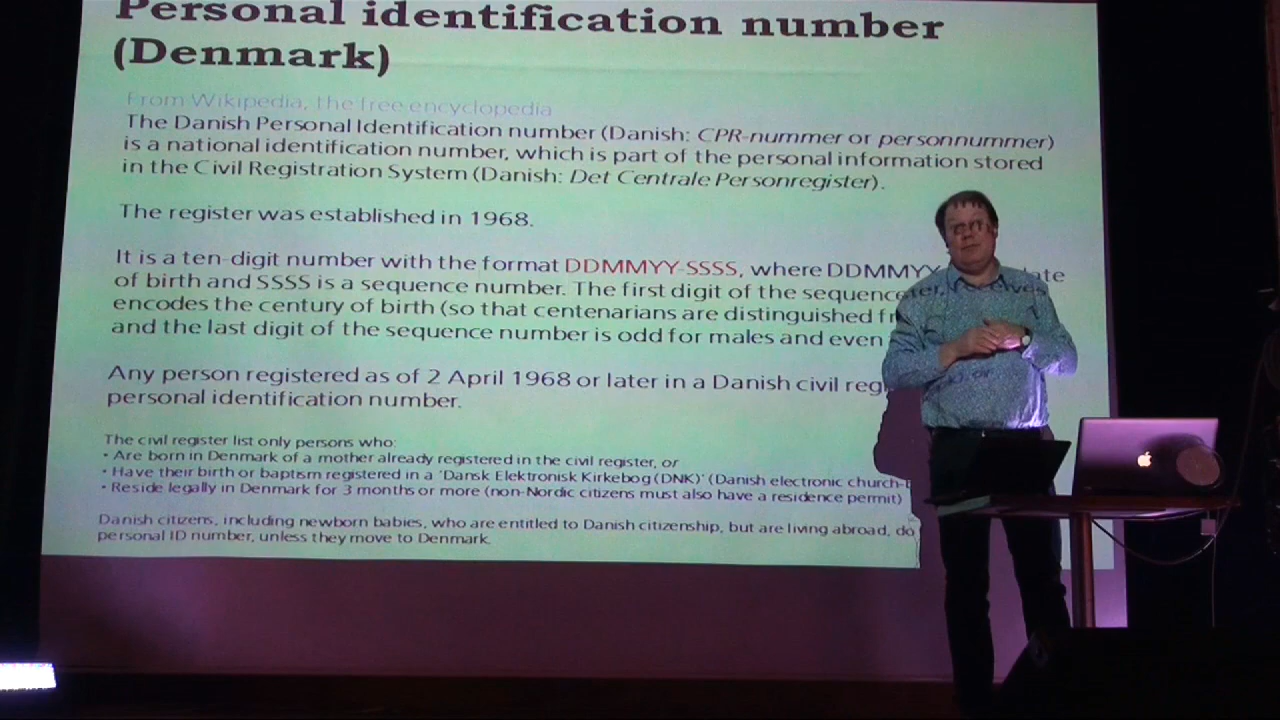 Personal identification number
(Denmark)
From Wikipedia, the free encyclopedia
The Danish Personal Identification number (Danish: CPR-nummer or personnummer)
is a national identification number, which is part of the personal information stored
in the Civil Registration System (Danish: Det Centrale Personregister).
The register was established in 1968.
It is a ten-digit number with the format DDMMYY-SSSS, where DDMMYY date
of birth and SSSS is a sequence number. The first digit of the sequence
encodes the century of birth (so that centenarians are distinguished
and the last digit of the sequence number is odd for males and even
Any person registered as of 2 April 1968 or later in a Danish civil
personal identification number.
The civil register list only persons who:
• Are born in Denmark of a mother already registered in the civil register, or
• Have their birth or baptism registered in a 'Dansk Elektronisk Kirkebog (DNK)' (Danish electronic church-
• Reside legally in Denmark for 3 months or more (non-Nordic citizens must also have a residence permit)
Danish citizens, including newborn babies, who are entitled to Danish citizenship, but are living abroad, do
personal ID number, unless they move to Denmark.